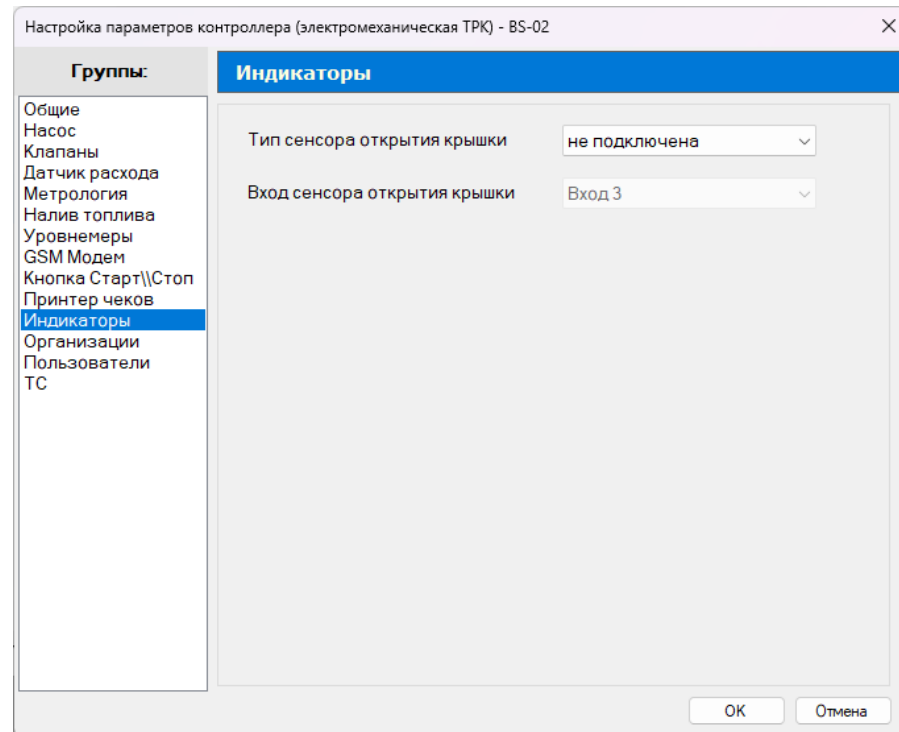 Настройка параметров контроллера (электромеханическая ТРК) - BS-02
Группы:
Индикаторы
Общие
Насос
Клапаны
Датчик расхода
Метрология
Налив топлива
Уровнемеры
GSM Модем
Кнопка Старт\\Стоп
Принтер чеков
Индикаторы
Организации
Пользователи
ТС
Тип сенсора открытия крышки
не подключена
Вход сенсора открытия крышки
Вход 3
OK
Отмена